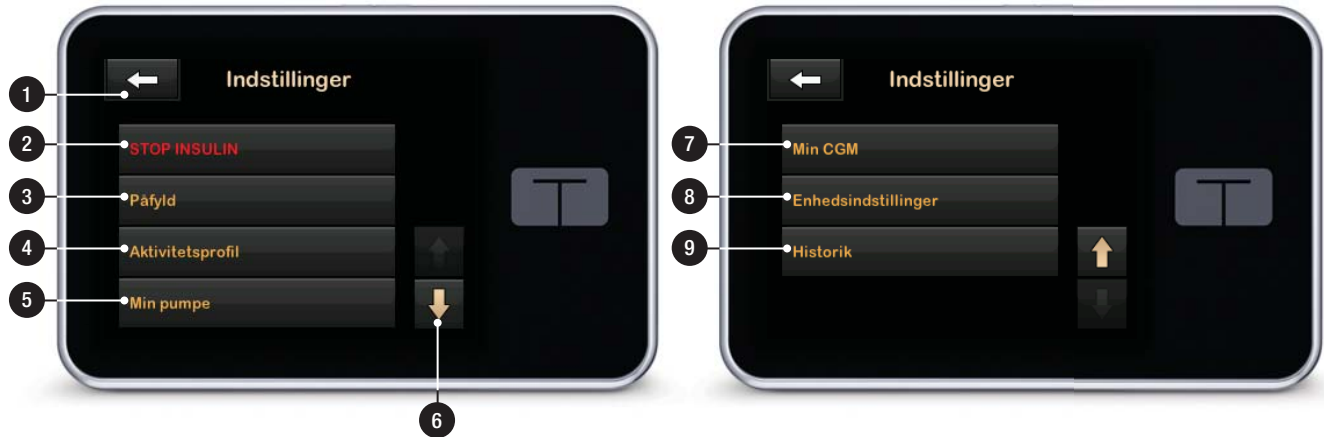 Indstillinger
1
2
STOP INSULIN
3
Påfyld
4
Aktivitetsprofil
5
Min pumpe
6
Indstillinger
7
Min CGM
8
Enhedsindstillinger
9
Historik